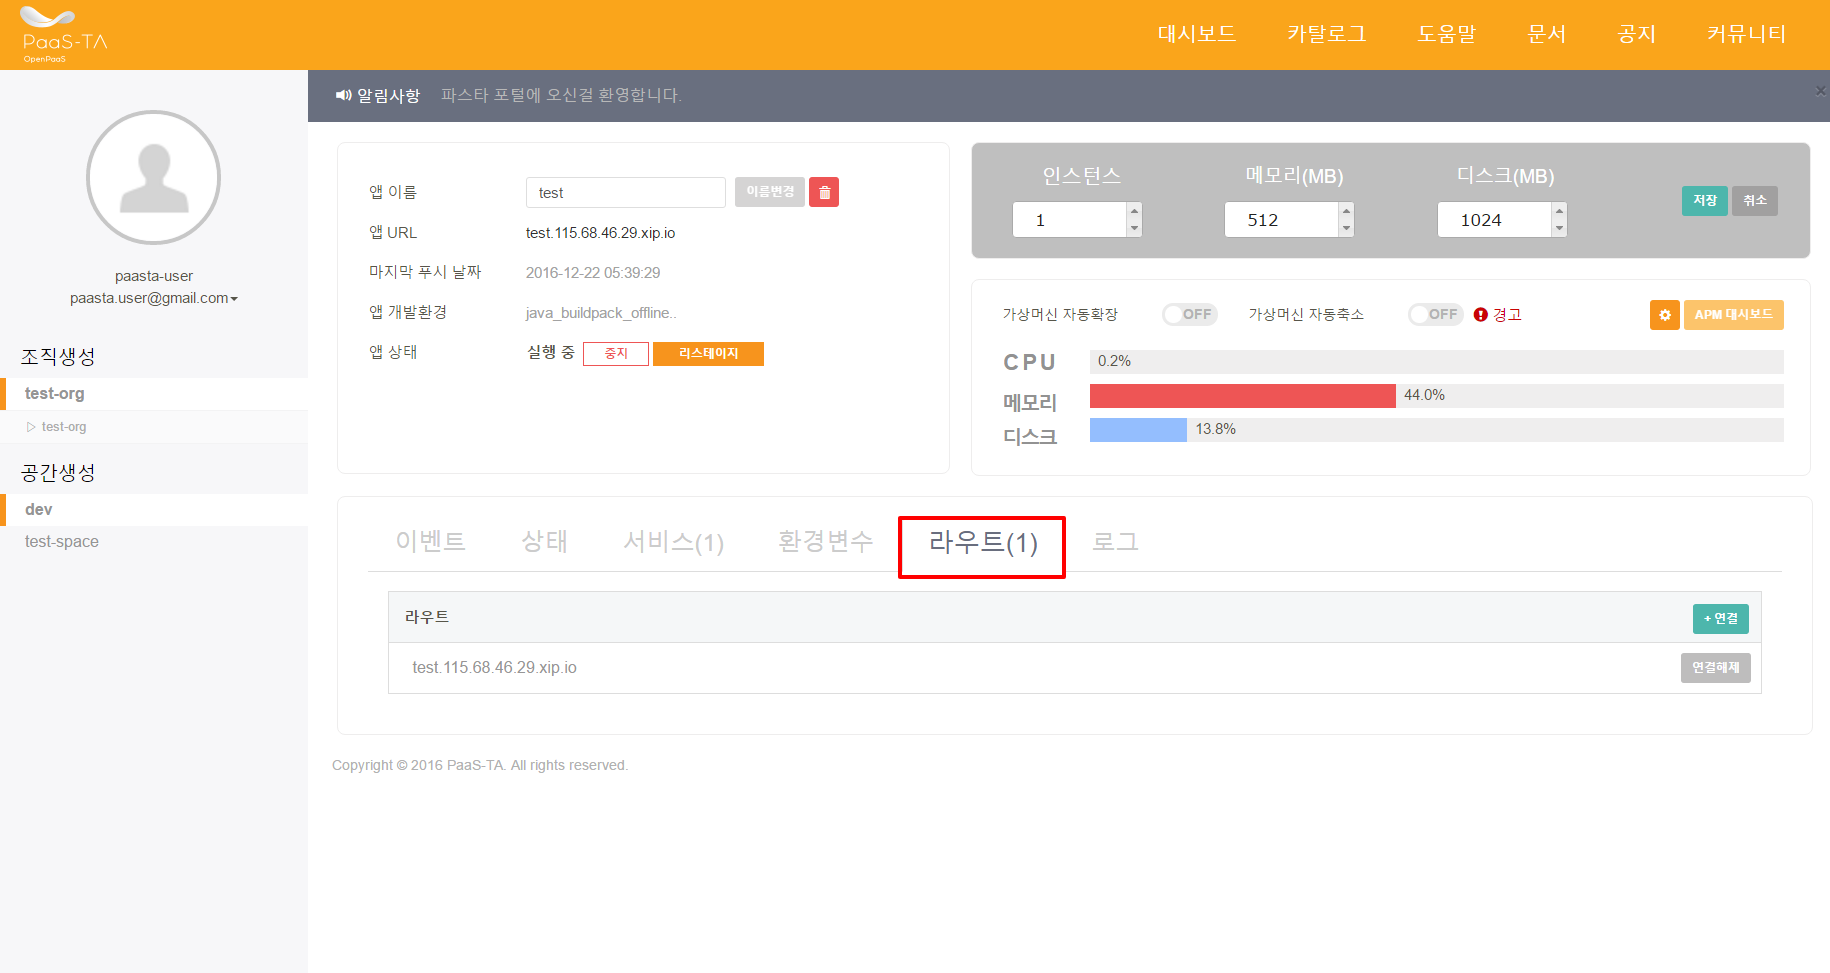 PaaS-TA
OpenPaaS
대시보드 카탈로그 도움말 문서 공지 커뮤니티
알림사항 파스타 포털에 오신걸 환영합니다. ×
paasta-user
paasta.user@gmail.com
조직생성
test-org
test-org
공간생성
dev
test-space
앱 이름 test 이름변경
앱 URL test.115.68.46.29.xip.io
마지막 푸시 날짜 2016-12-22 05:39:29
앱 개발환경 java_buildpack_offline..
앱 상태 실행 중 중지 리스테이지
인스턴스 메모리(MB) 디스크(MB)
1 512 1024 저장 취소
가상머신 자동확장 OFF 가상머신 자동축소 OFF 경고 APM 대시보드
CPU 0.2%
메모리 44.0%
디스크 13.8%
이벤트 상태 서비스(1) 환경변수 라우트(1) 로그
라우트 + 연결
test.115.68.46.29.xip.io 연결해제
Copyright © 2016 PaaS-TA. All rights reserved.